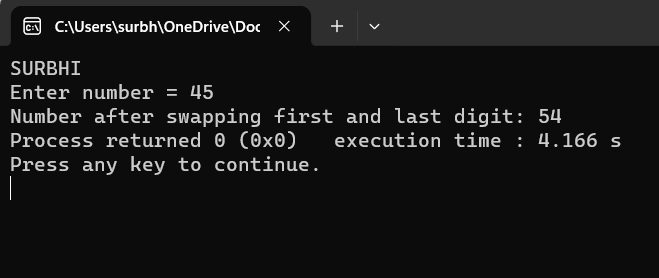 C:\Users\surbh\OneDrive\Doc
SURBHI
Enter number = 45
Number after swapping first and last digit: 54
Process returned 0 (0x0)   execution time : 4.166 s
Press any key to continue.